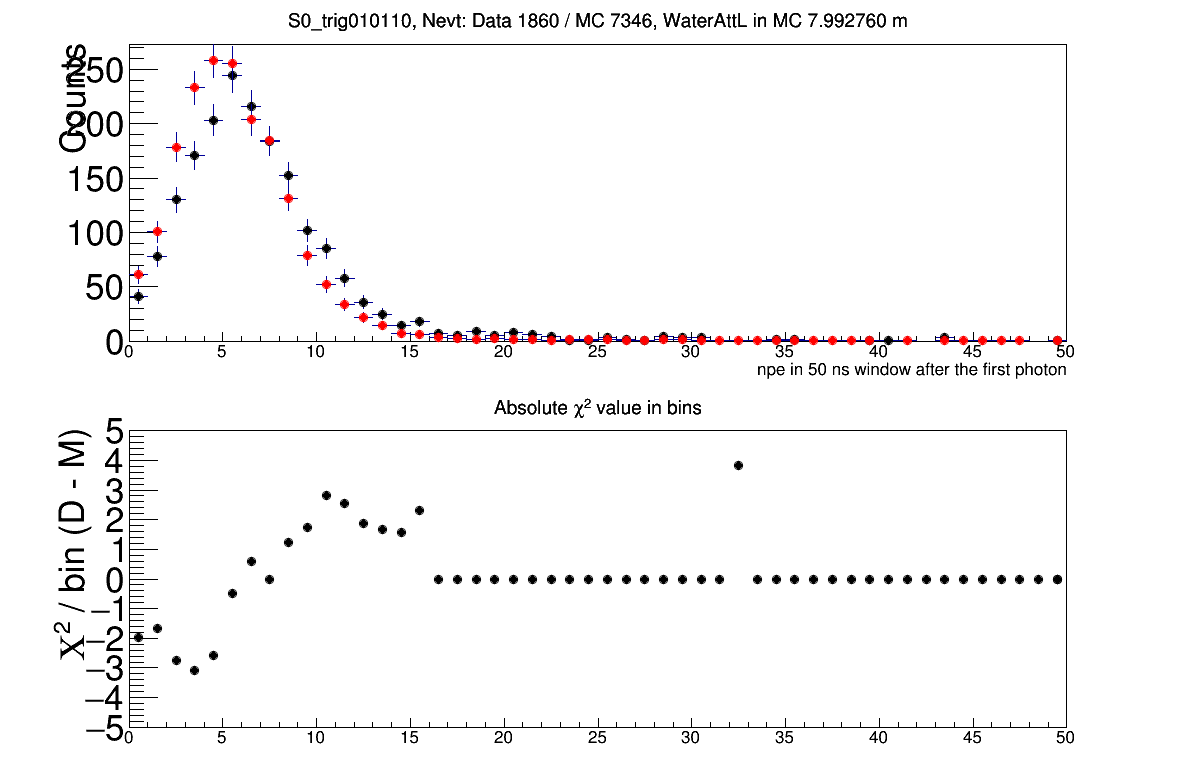 S0_trig010110, Nevt: Data 1860 / MC 7346, WaterAttL in MC 7.992760 m
Counts
250
200
150
100
50
0
0 5 10 15 20 25 30 35 40 45 50
npe in 50 ns window after the first photon
Absolute χ² value in bins
X² / bin (D - M)
5
4
3
2
1
0
−1
−2
−3
−4
−5
0 5 10 15 20 25 30 35 40 45 50